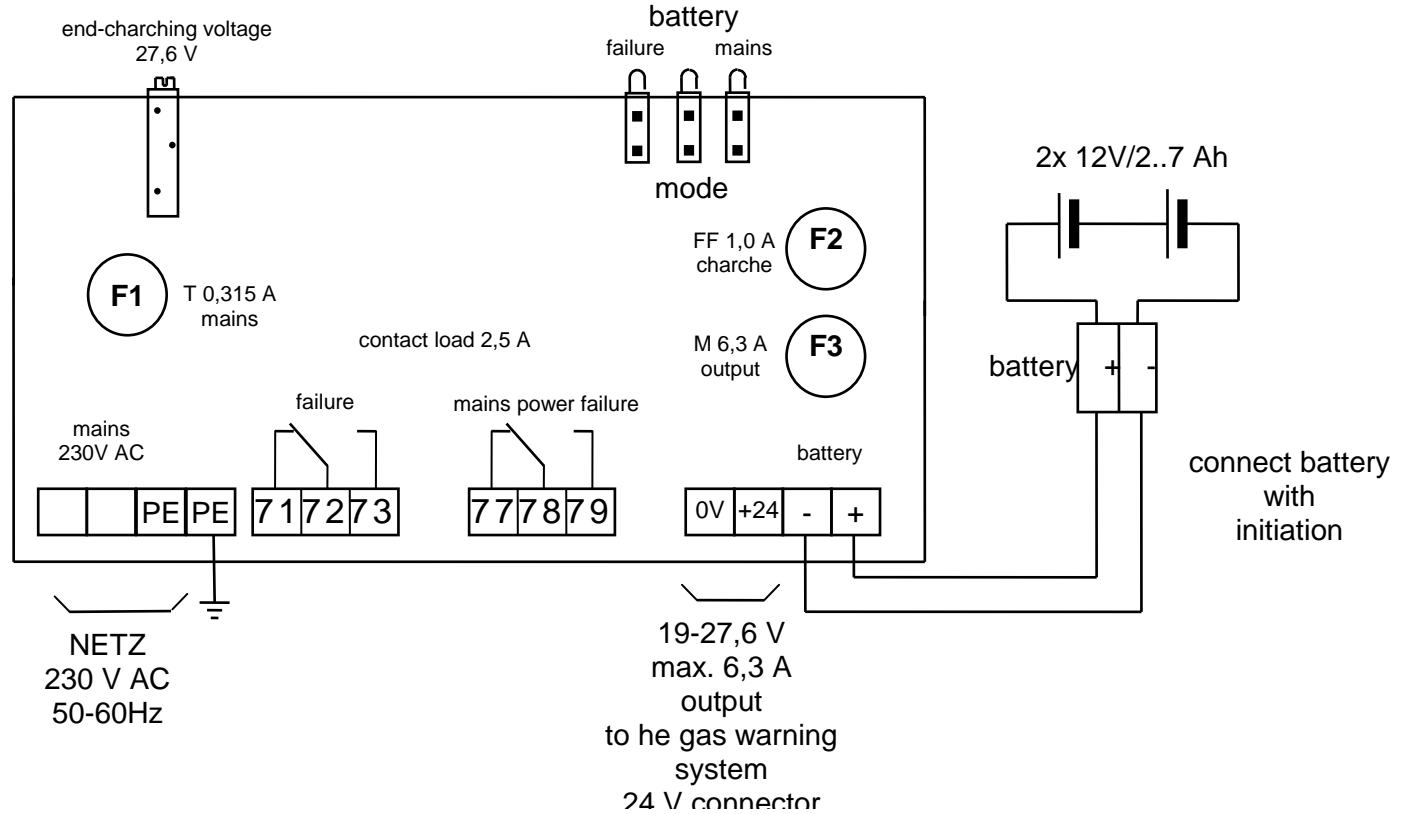 end-charching voltage
27,6 V
battery
failure
mains
mode
2x 12V/2..7 Ah
F1
T 0,315 A
mains
FF 1,0 A
charche
F2
M 6,3 A
output
F3
contact load 2,5 A
battery
+
-
failure
mains power failure
mains
230V AC
battery
PE
PE
71
72
73
77
78
79
0V
+24
-
+
connect battery
with
initiation
NETZ
230 V AC
50-60Hz
19-27,6 V
max. 6,3 A
output
to he gas warning
system
24 V connector